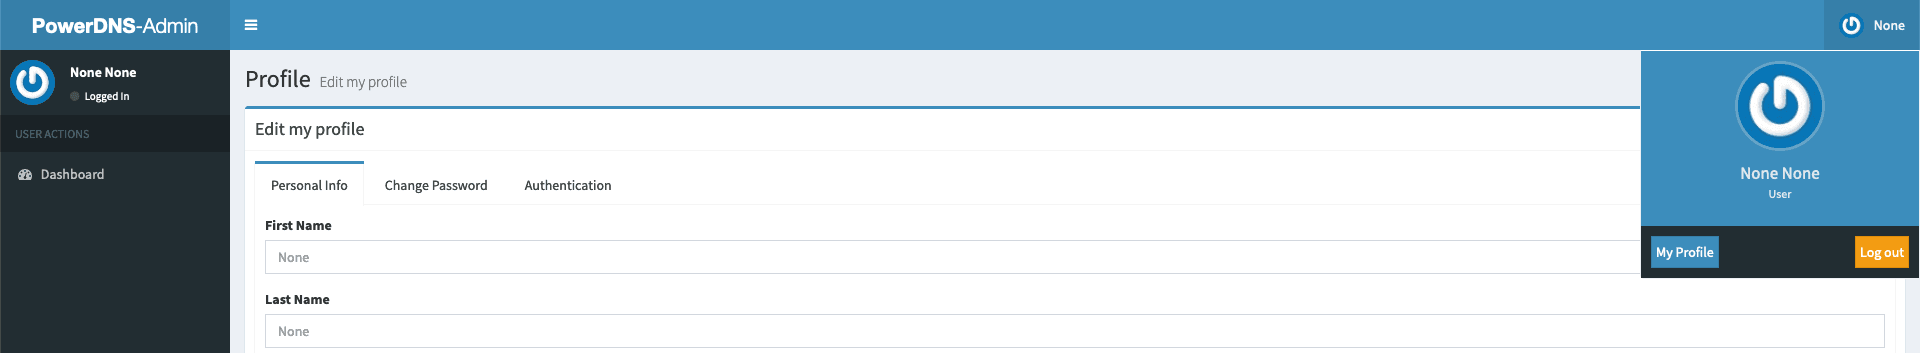 PowerDNS-Admin
None
None None
Logged In
USER ACTIONS
Dashboard
Profile Edit my profile
Edit my profile
Personal Info Change Password Authentication
First Name
None
Last Name
None
None None
User
My Profile Log out